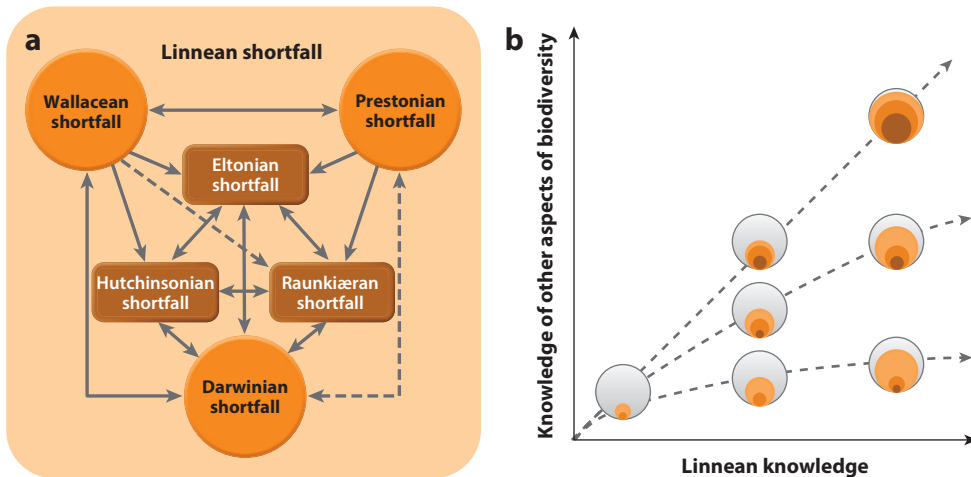 a
Linnean shortfall
Wallacean
shortfall
Prestonian
shortfall
Eltonian
shortfall
Hutchinsonian
shortfall
Raunkiæran
shortfall
Darwinian
shortfall
b
Knowledge of other aspects of biodiversity
Linnean knowledge